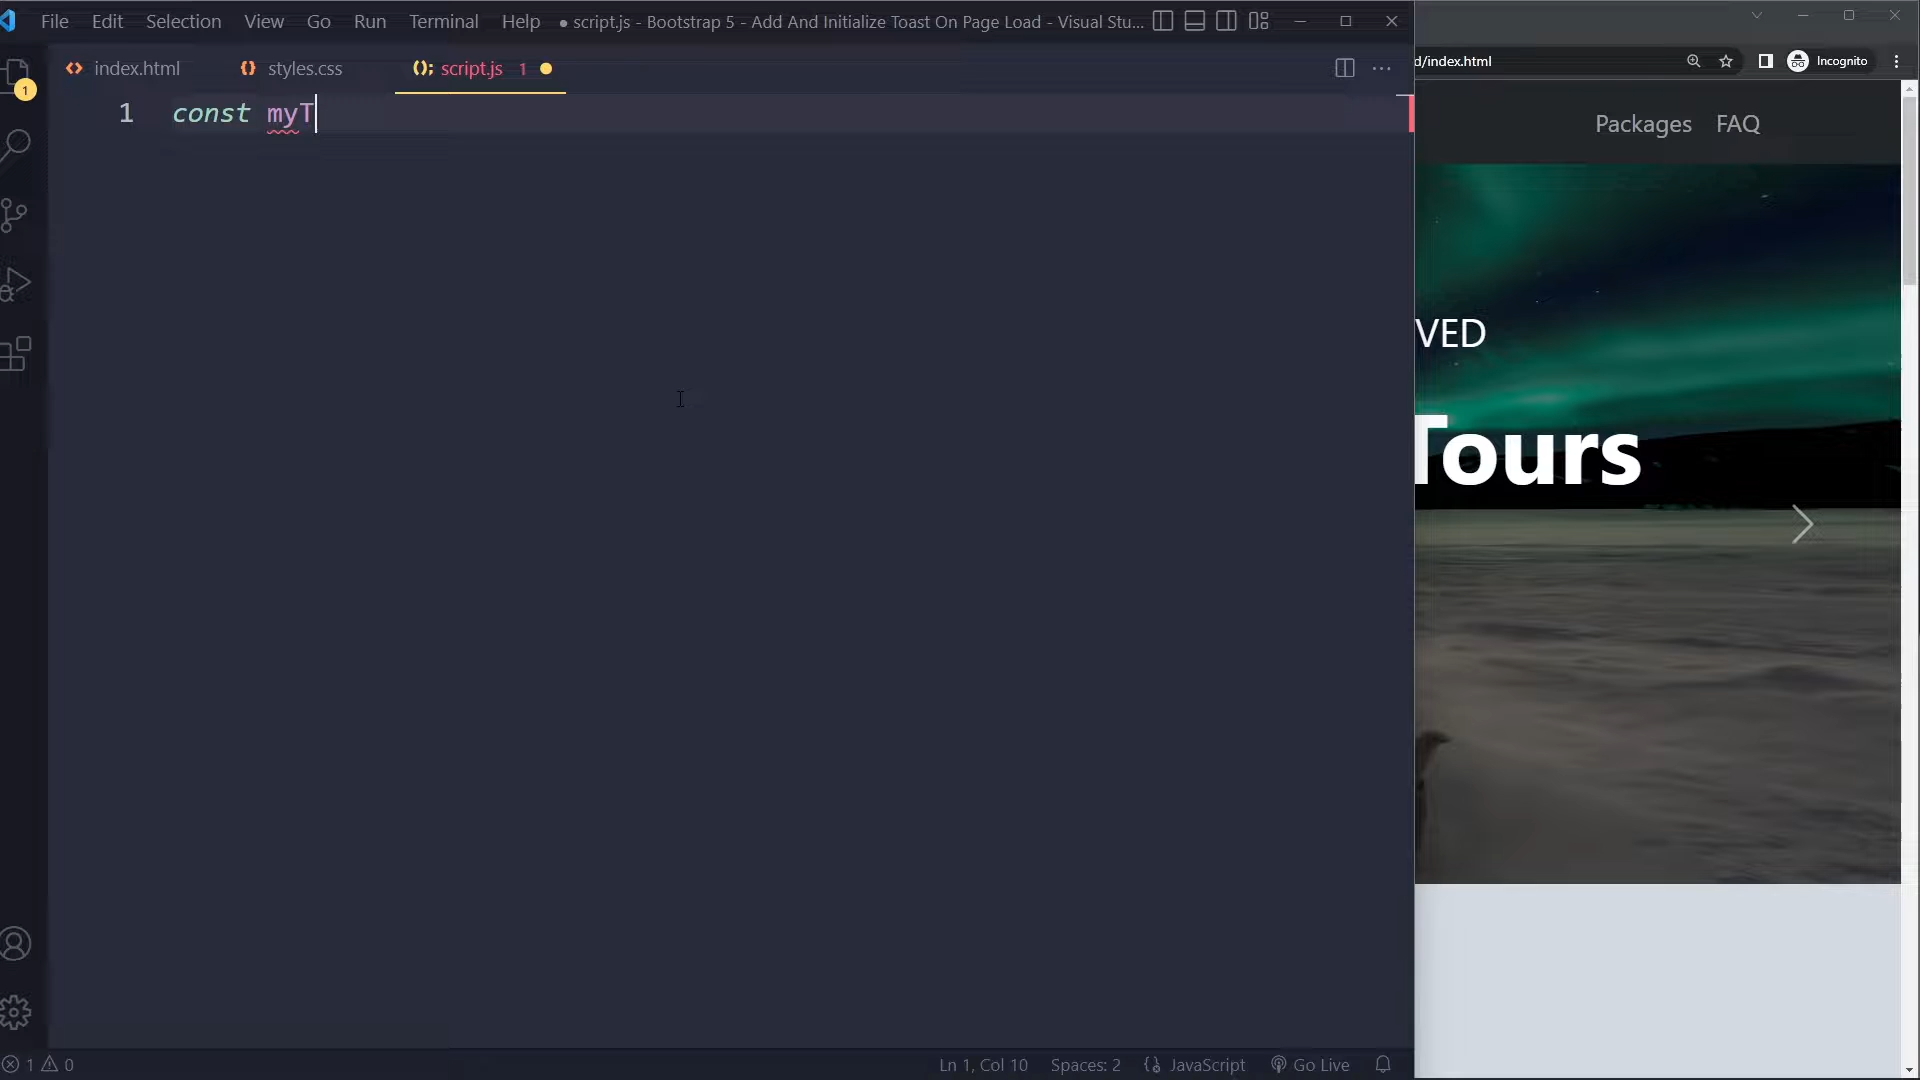 File Edit Selection View Go Run Terminal Help ● script.js - Bootstrap 5 - Add And Initialize Toast On Page Load - Visual Stu...
index.html styles.css script.js 1
1
1 const myT
1 0
Ln 1, Col 10 Spaces: 2 JavaScript Go Live
d/index.html Incognito
Packages FAQ
VED
Tours